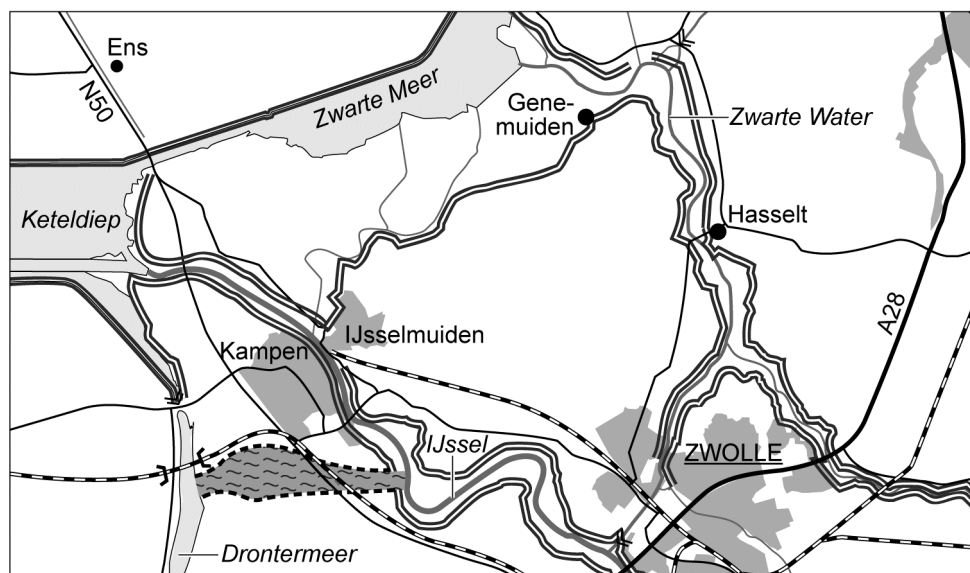 Ens
N50
Zwarte Meer
Gene-
muiden
Zwarte Water
Keteldiep
Hasselt
A28
IJsselmuiden
Kampen
IJssel
ZWOLLE
Drontermeer